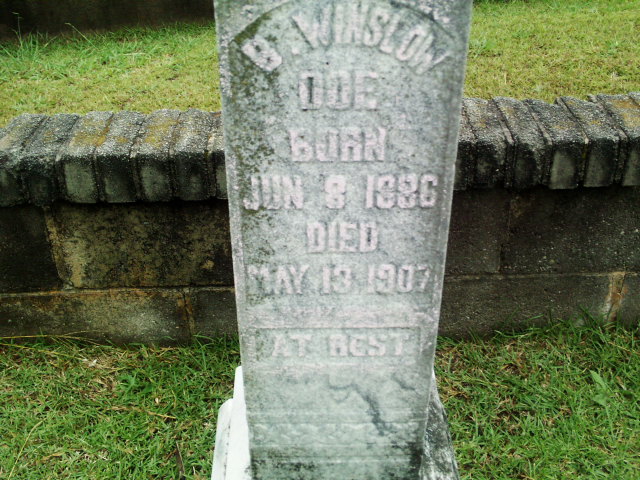 B. WINSLOW
DOE
BORN
JUN 8 1886
DIED
MAY 13 1907
AT REST